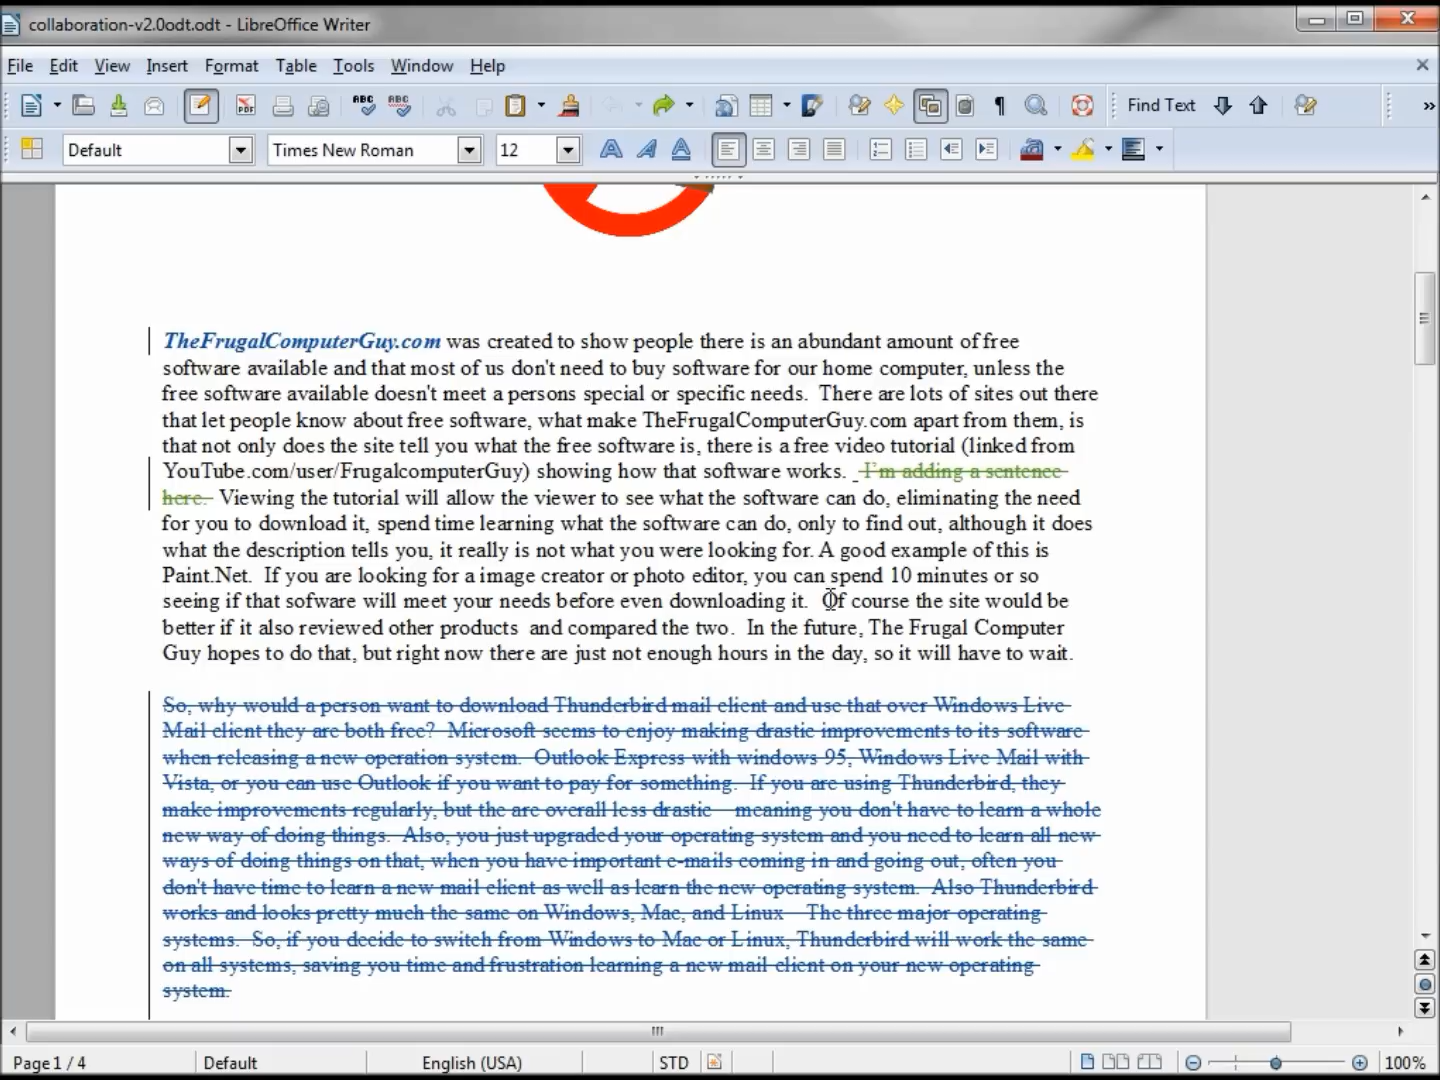 collaboration-v2.0odt.odt - LibreOffice Writer
File Edit View Insert Format Table Tools Window Help
PDF ABC ABC Find Text
Default Times New Roman 12
TheFrugalComputerGuy.com was created to show people there is an abundant amount of free
software available and that most of us don't need to buy software for our home computer, unless the
free software available doesn't meet a persons special or specific needs. There are lots of sites out there
that let people know about free software, what make TheFrugalComputerGuy.com apart from them, is
that not only does the site tell you what the free software is, there is a free video tutorial (linked from
YouTube.com/user/FrugalcomputerGuy) showing how that software works. I'm adding a sentence
here. Viewing the tutorial will allow the viewer to see what the software can do, eliminating the need
for you to download it, spend time learning what the software can do, only to find out, although it does
what the description tells you, it really is not what you were looking for. A good example of this is
Paint.Net. If you are looking for a image creator or photo editor, you can spend 10 minutes or so
seeing if that sofware will meet your needs before even downloading it. Of course the site would be
better if it also reviewed other products and compared the two. In the future, The Frugal Computer
Guy hopes to do that, but right now there are just not enough hours in the day, so it will have to wait.
So, why would a person want to download Thunderbird mail client and use that over Windows Live
Mail client they are both free? Microsoft seems to enjoy making drastic improvements to its software
when releasing a new operation system. Outlook Express with windows 95, Windows Live Mail with
Vista, or you can use Outlook if you want to pay for something. If you are using Thunderbird, they
make improvements regularly, but the are overall less drastic – meaning you don't have to learn a whole
new way of doing things. Also, you just upgraded your operating system and you need to learn all new
ways of doing things on that, when you have important e-mails coming in and going out, often you
don't have time to learn a new mail client as well as learn the new operating system. Also Thunderbird
works and looks pretty much the same on Windows, Mac, and Linux – The three major operating
systems. So, if you decide to switch from Windows to Mac or Linux, Thunderbird will work the same
on all systems, saving you time and frustration learning a new mail client on your new operating
system.
Page 1 / 4 Default English (USA) STD 100%